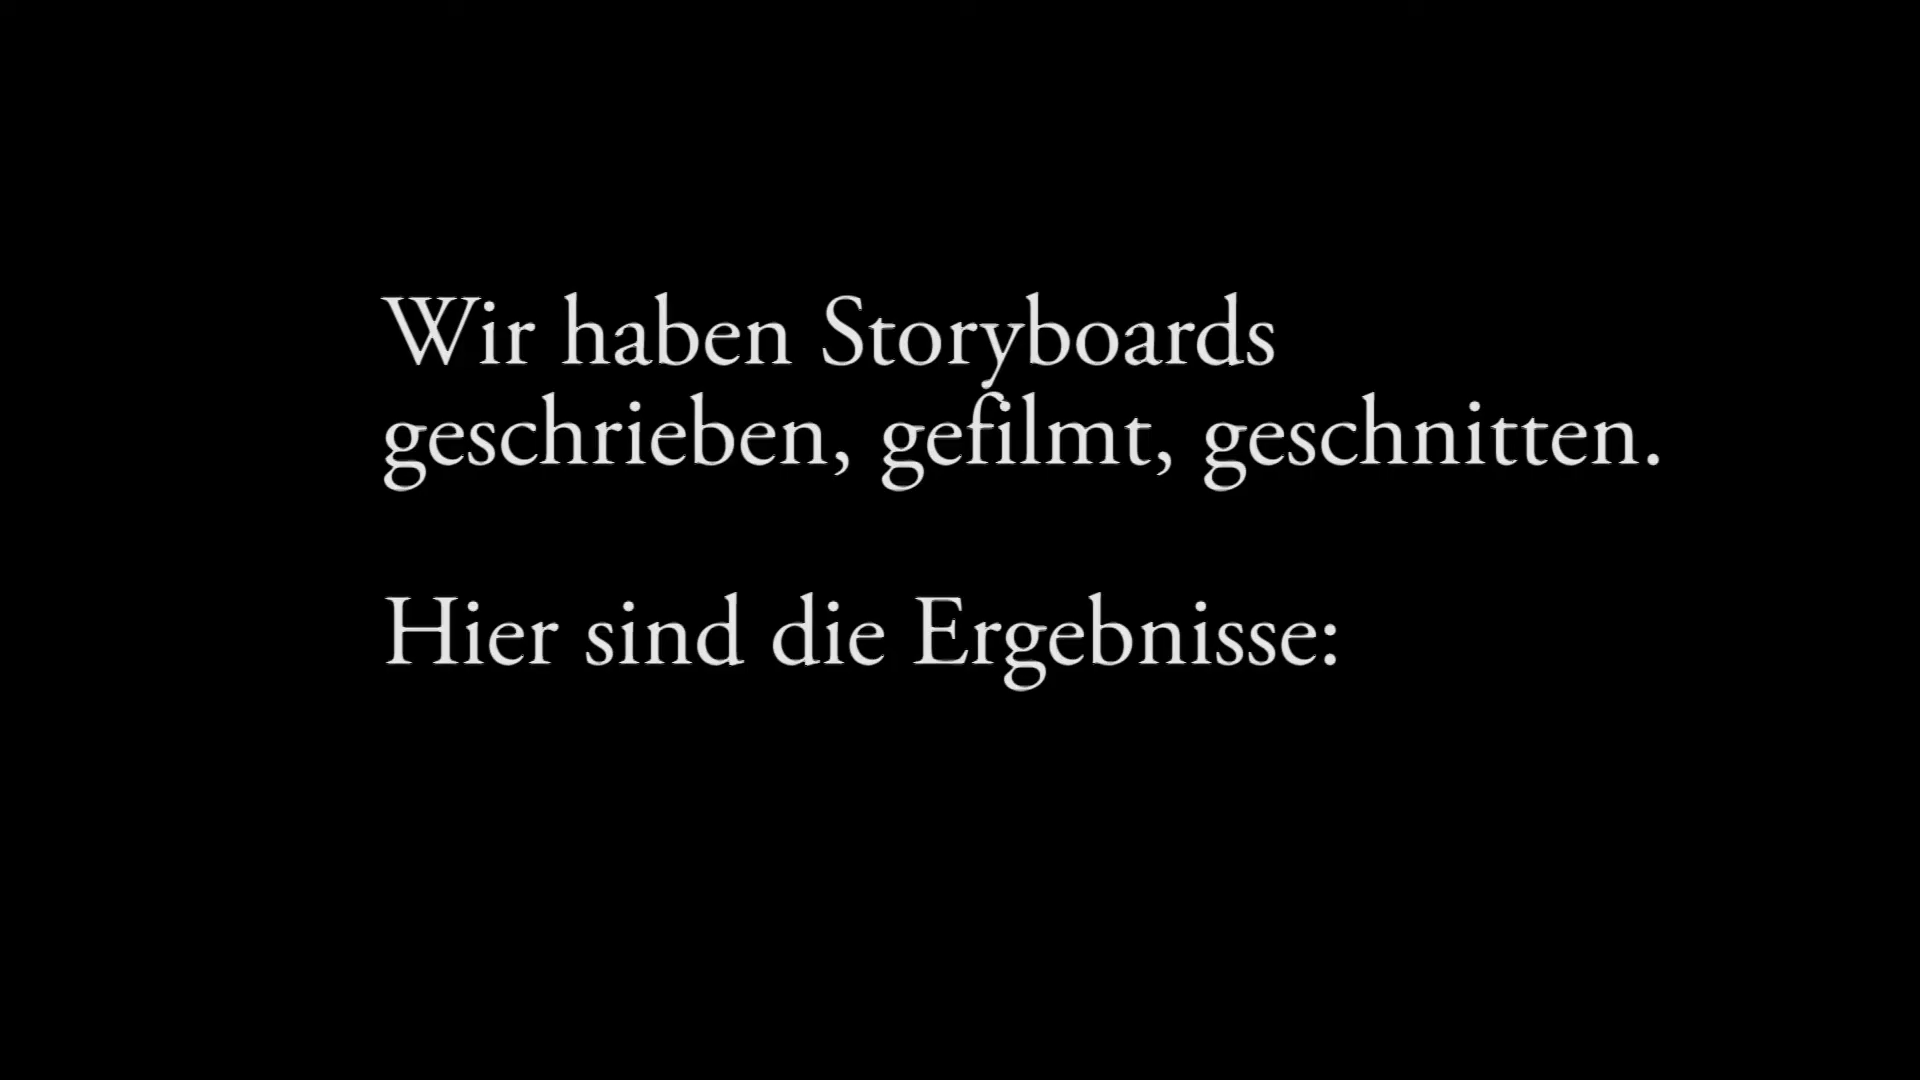 Wir haben Storyboards
geschrieben, gefilmt, geschnitten.
Hier sind die Ergebnisse: